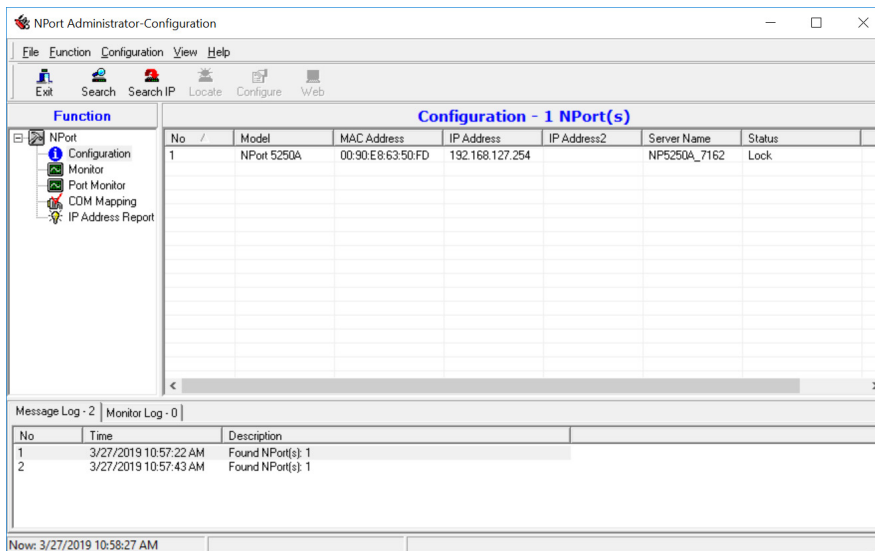 NPort Administrator-Configuration
File Function Configuration View Help
Exit Search Search IP Locate Configure Web
Function
Configuration - 1 NPort(s)
NPort
Configuration
Monitor
Port Monitor
COM Mapping
IP Address Report
No / Model MAC Address IP Address IP Address2 Server Name Status
1 NPort 5250A 00:90:E8:63:50:FD 192.168.127.254 NP5250A_7162 Lock
Message Log - 2 Monitor Log - 0
No Time Description
1 3/27/2019 10:57:22 AM Found NPort(s): 1
2 3/27/2019 10:57:43 AM Found NPort(s): 1
Now: 3/27/2019 10:58:27 AM